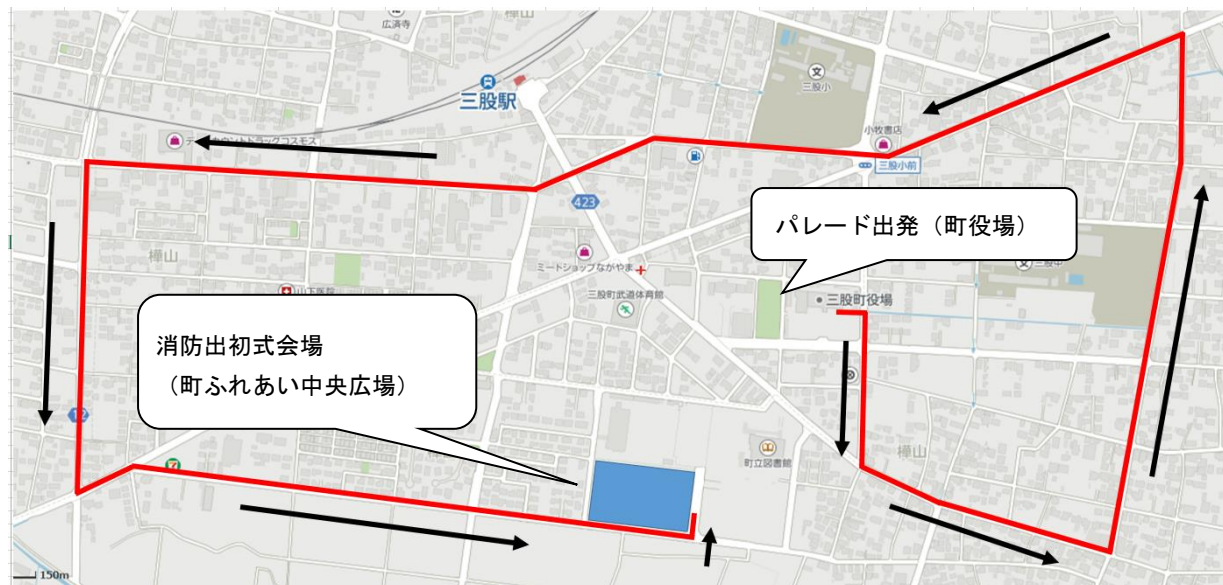 広済寺
樺山
三股駅
三股小
小牧書店
三股小前
ディスカウントドラッグコスモス
423
パレード出発（町役場）
樺山
ミートショップながやま
三股中
山下医院
三股町武道体育館
三股町役場
消防出初式会場
（町ふれあい中央広場）
12
樺山
町立図書館
150m